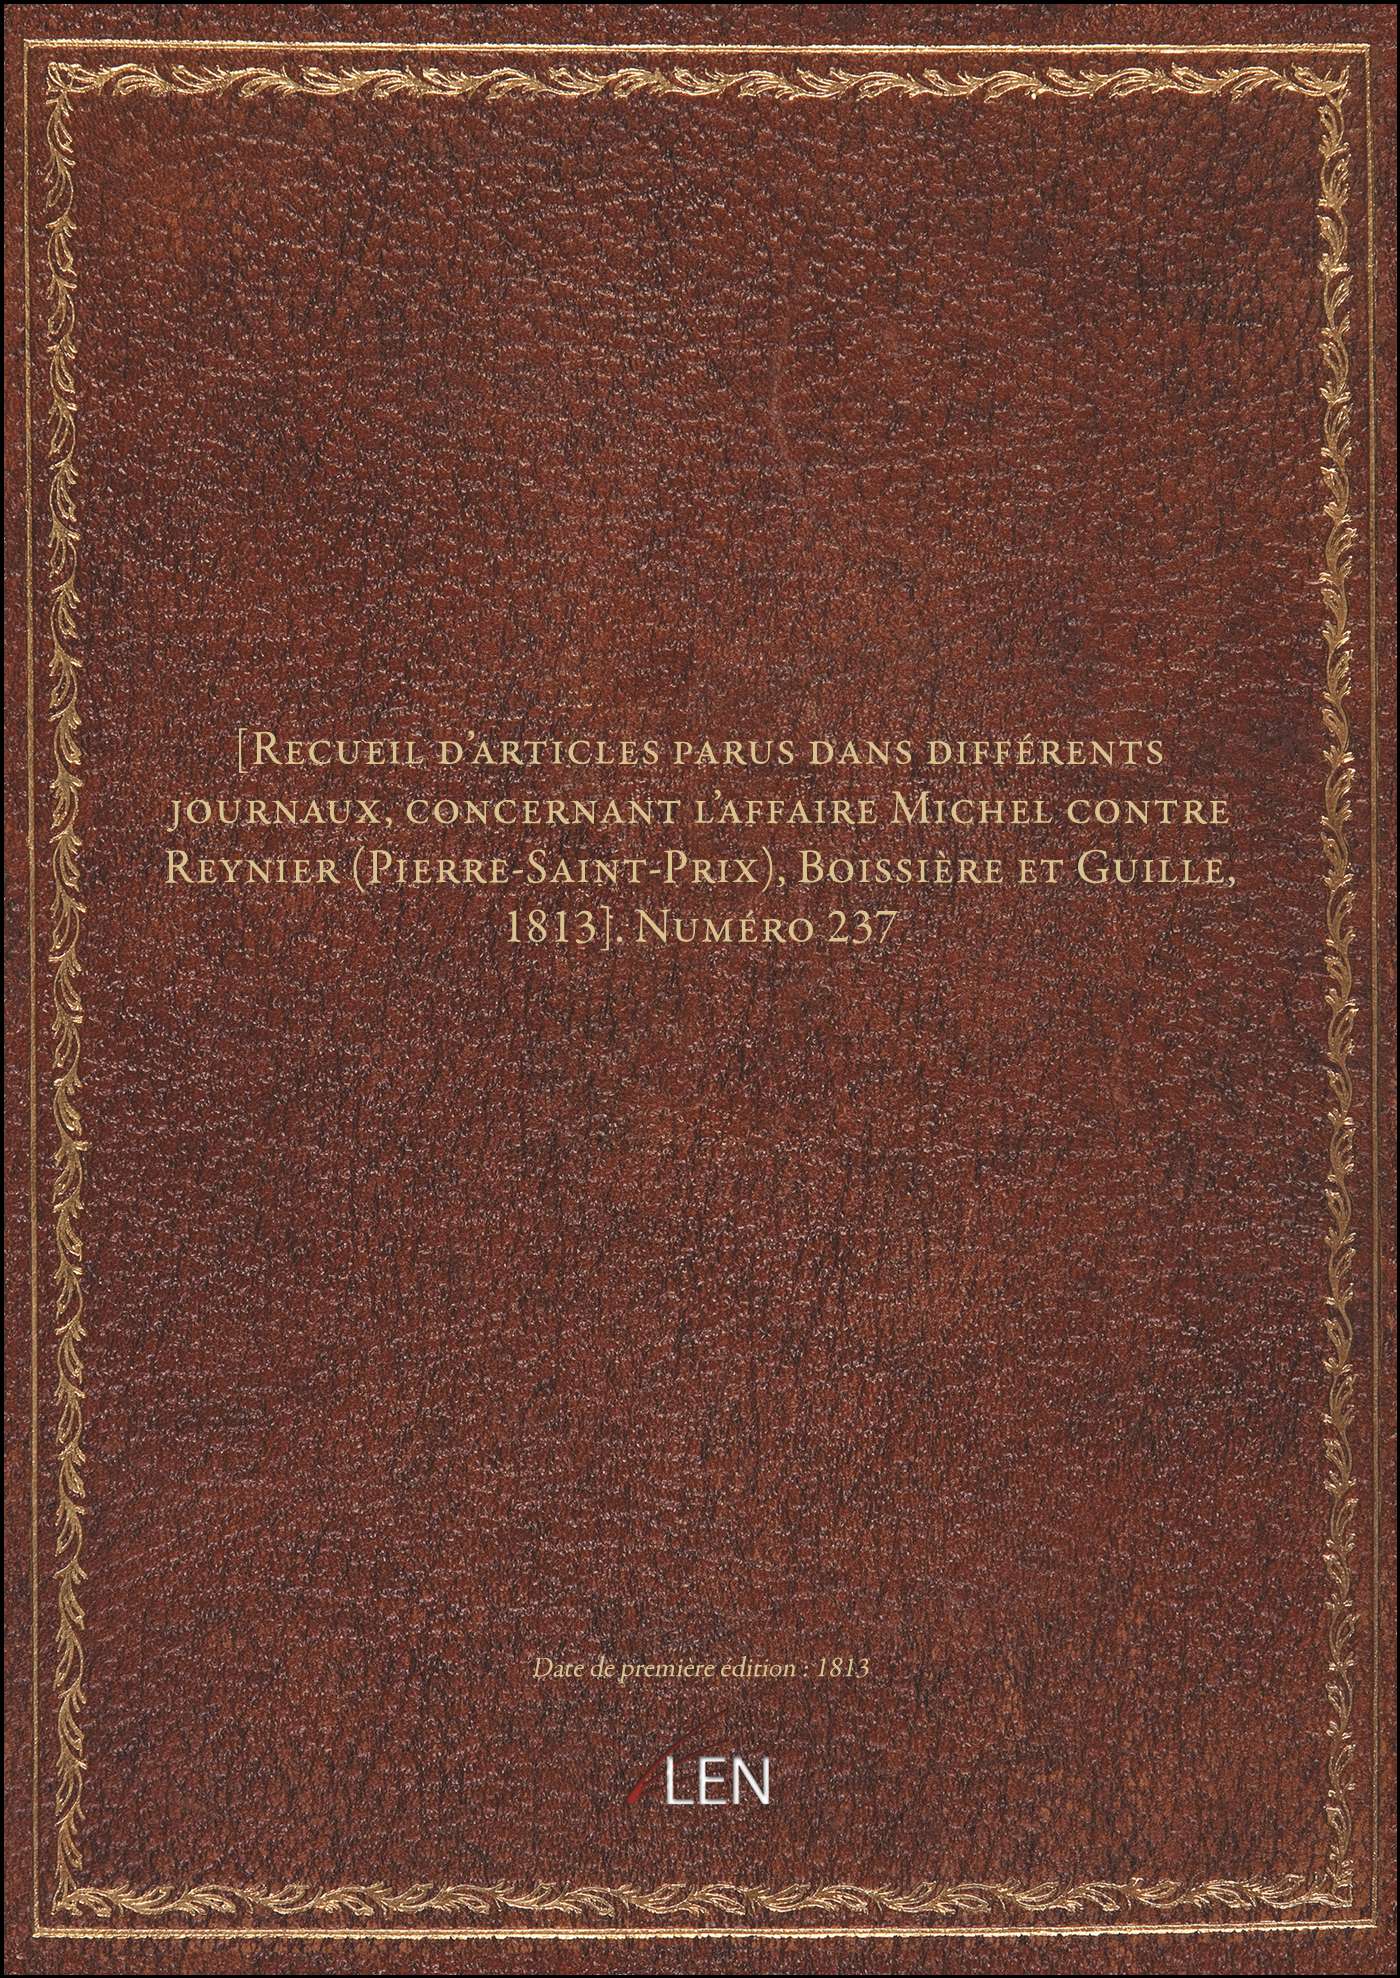 [Recueil d’articles parus dans différents
journaux, concernant l’affaire Michel contre
Reynier (Pierre-Saint-Prix), Boissière et Guille,
1813]. Numéro 237
Date de première édition : 1813
LEN